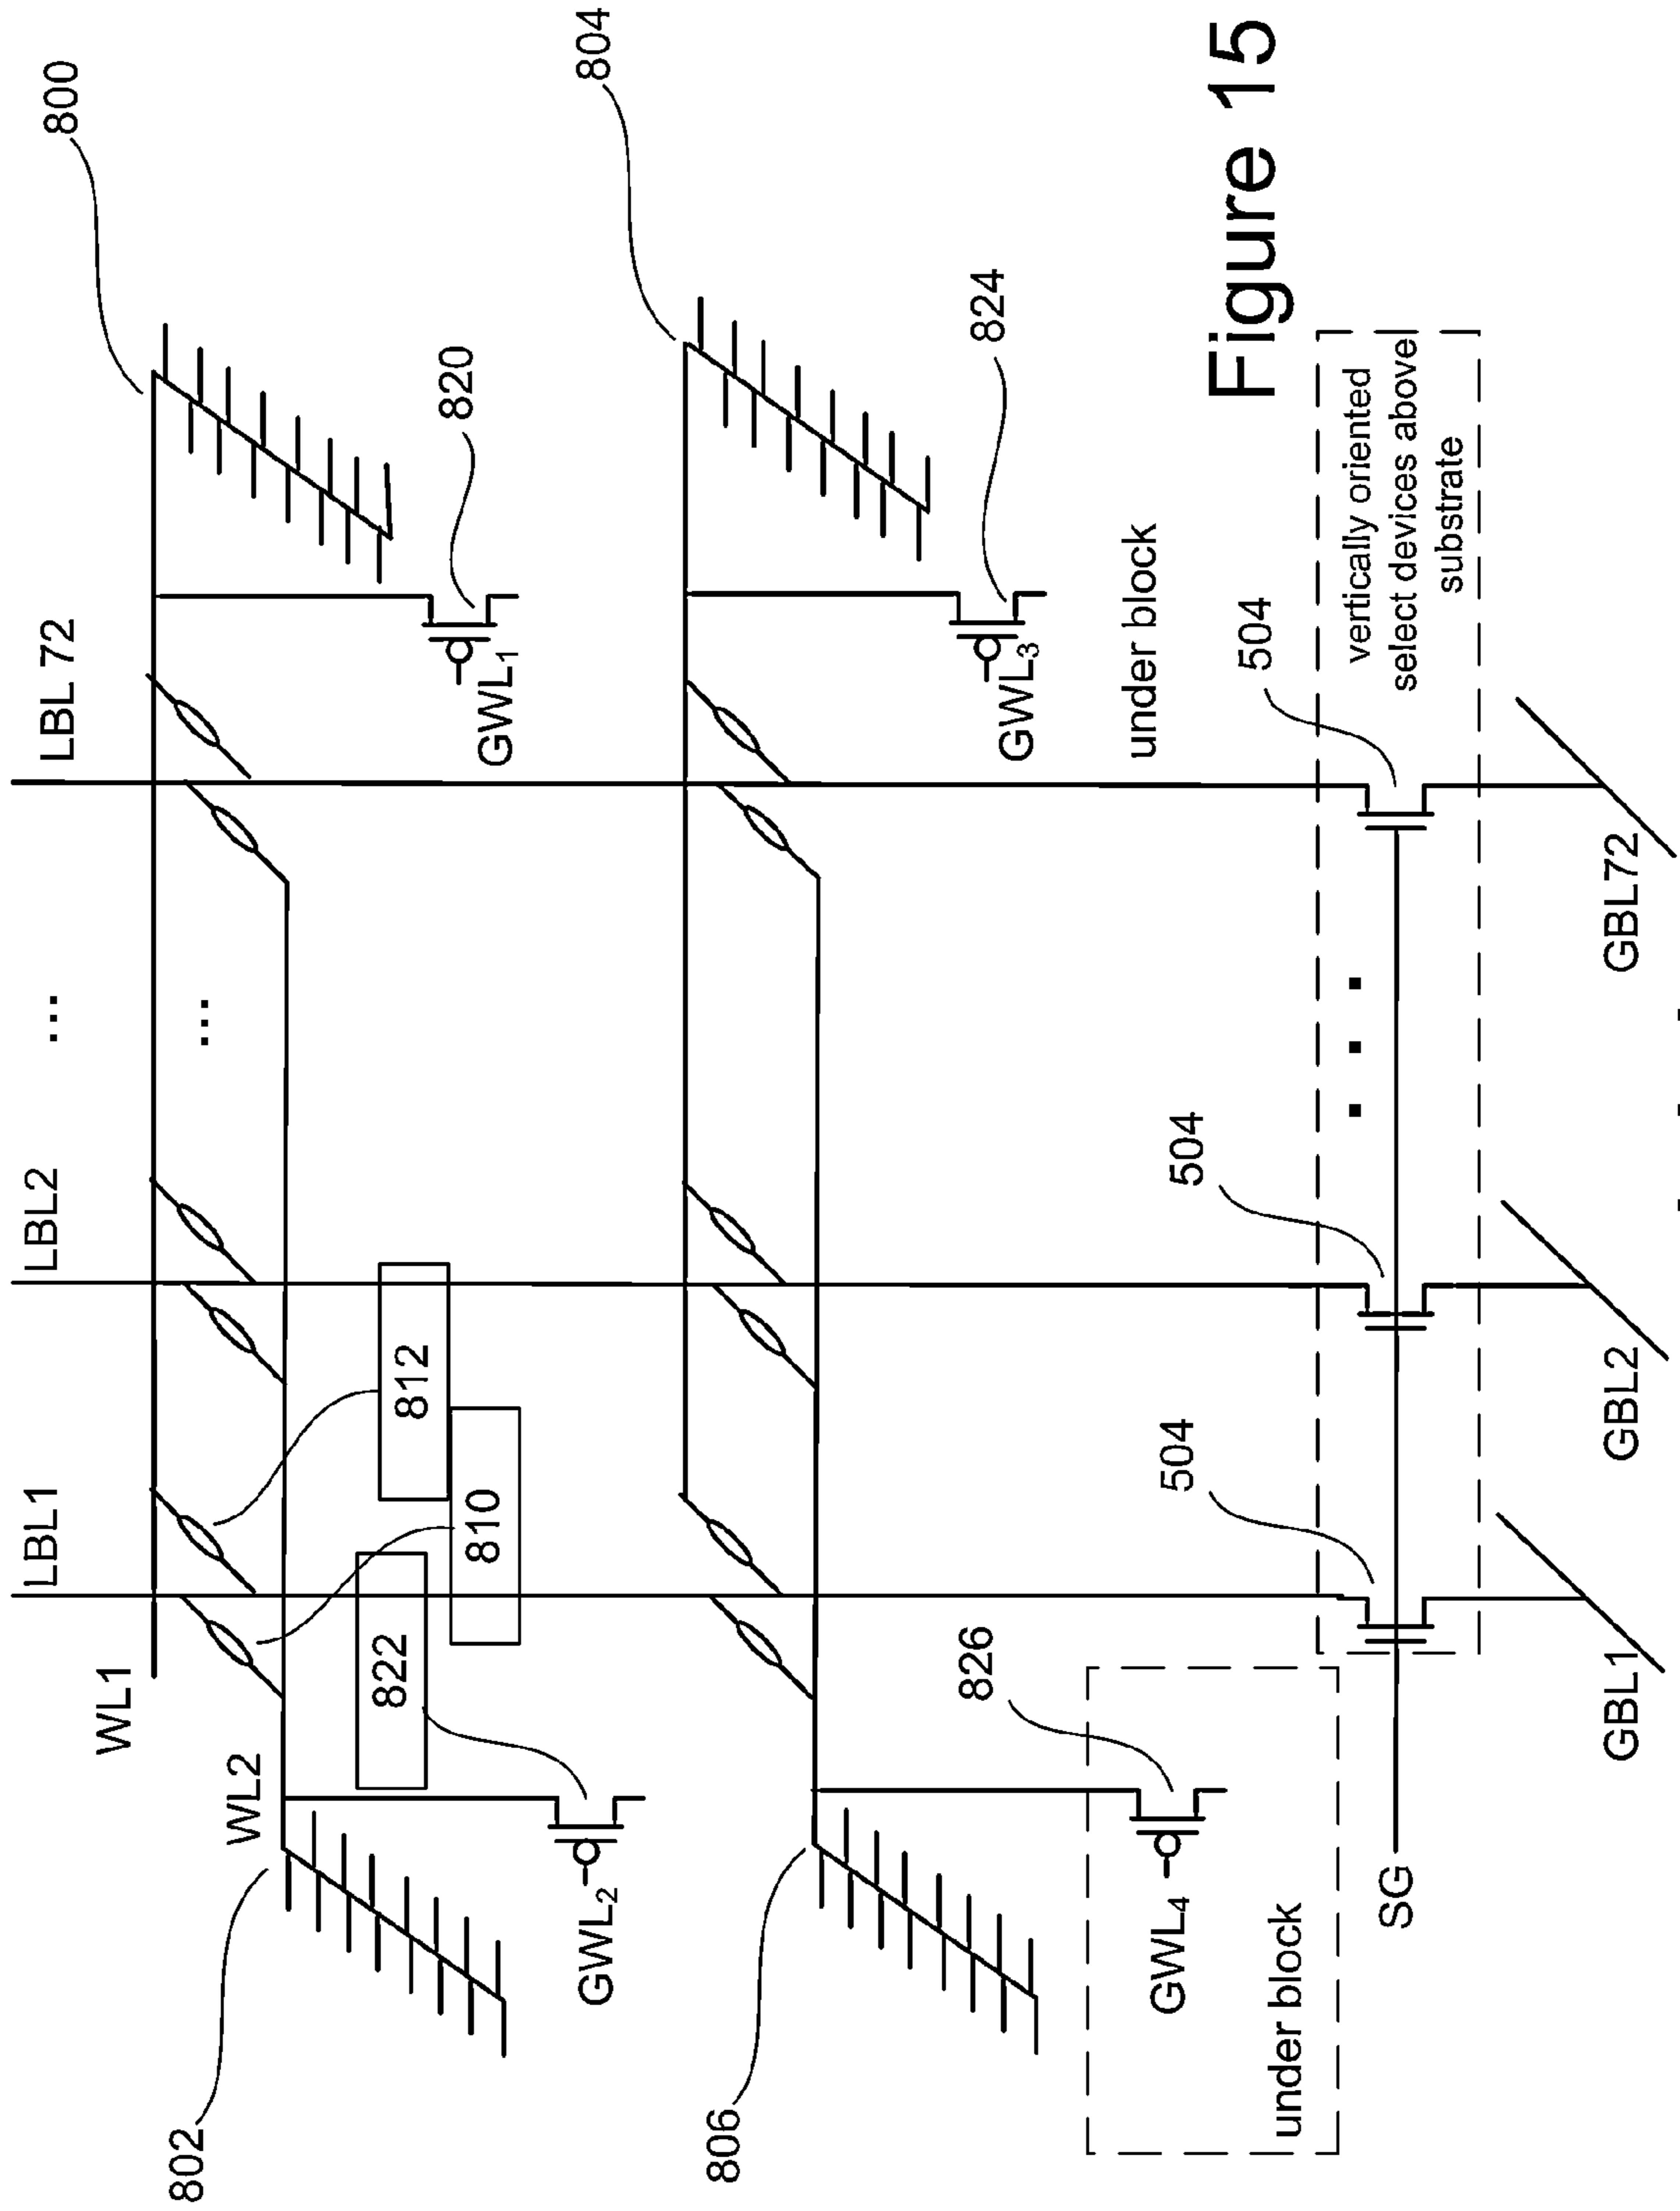 LBL1
LBL2
...
LBL 72
800
WL1
...
WL2
802
812
810
822
820
GWL1
GWL2
804
806
824
GWL3
under block
826
GWL4
under block
504
504
504
vertically oriented
select devices above
substrate
. . .
SG
GBL1
GBL2
GBL72
Figure 15